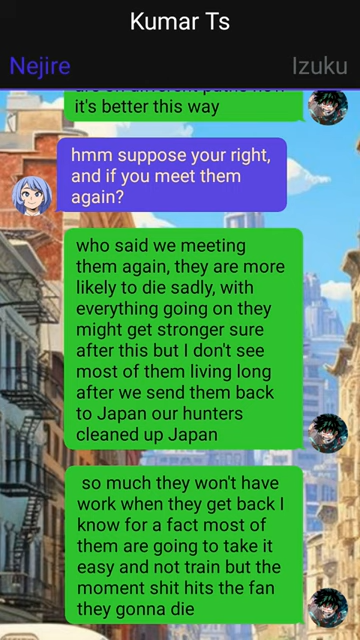 Kumar Ts
Nejire
Izuku
are on different paths now
it's better this way
hmm suppose your right,
and if you meet them
again?
who said we meeting
them again, they are more
likely to die sadly, with
everything going on they
might get stronger sure
after this but I don't see
most of them living long
after we send them back
to Japan our hunters
cleaned up Japan
so much they won't have
work when they get back I
know for a fact most of
them are going to take it
easy and not train but the
moment shit hits the fan
they gonna die